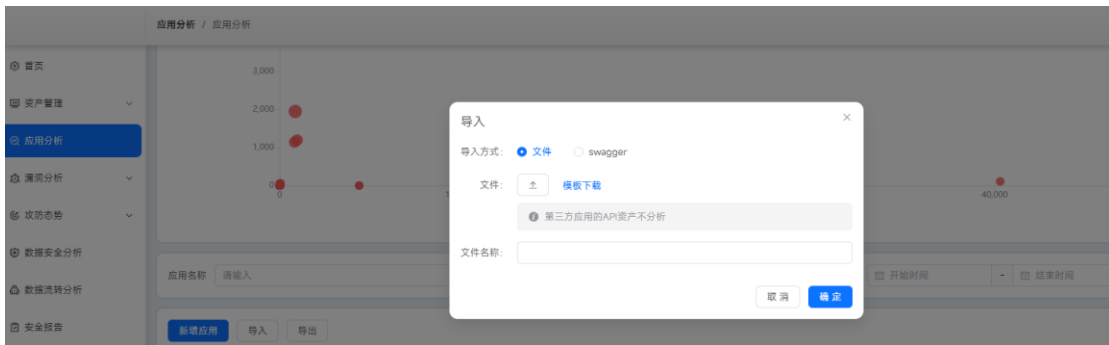 应用分析 / 应用分析
首页
资产管理
应用分析
漏洞分析
攻防态势
数据安全分析
数据流转分析
安全报告
3,000
2,000
1,000
0
0
1
40,000
导入
导入方式: 文件 swagger
文件: 模板下载
第三方应用的API资产不分析
文件名称:
取消 确定
应用名称 请输入 开始时间 - 结束时间
新增应用 导入 导出